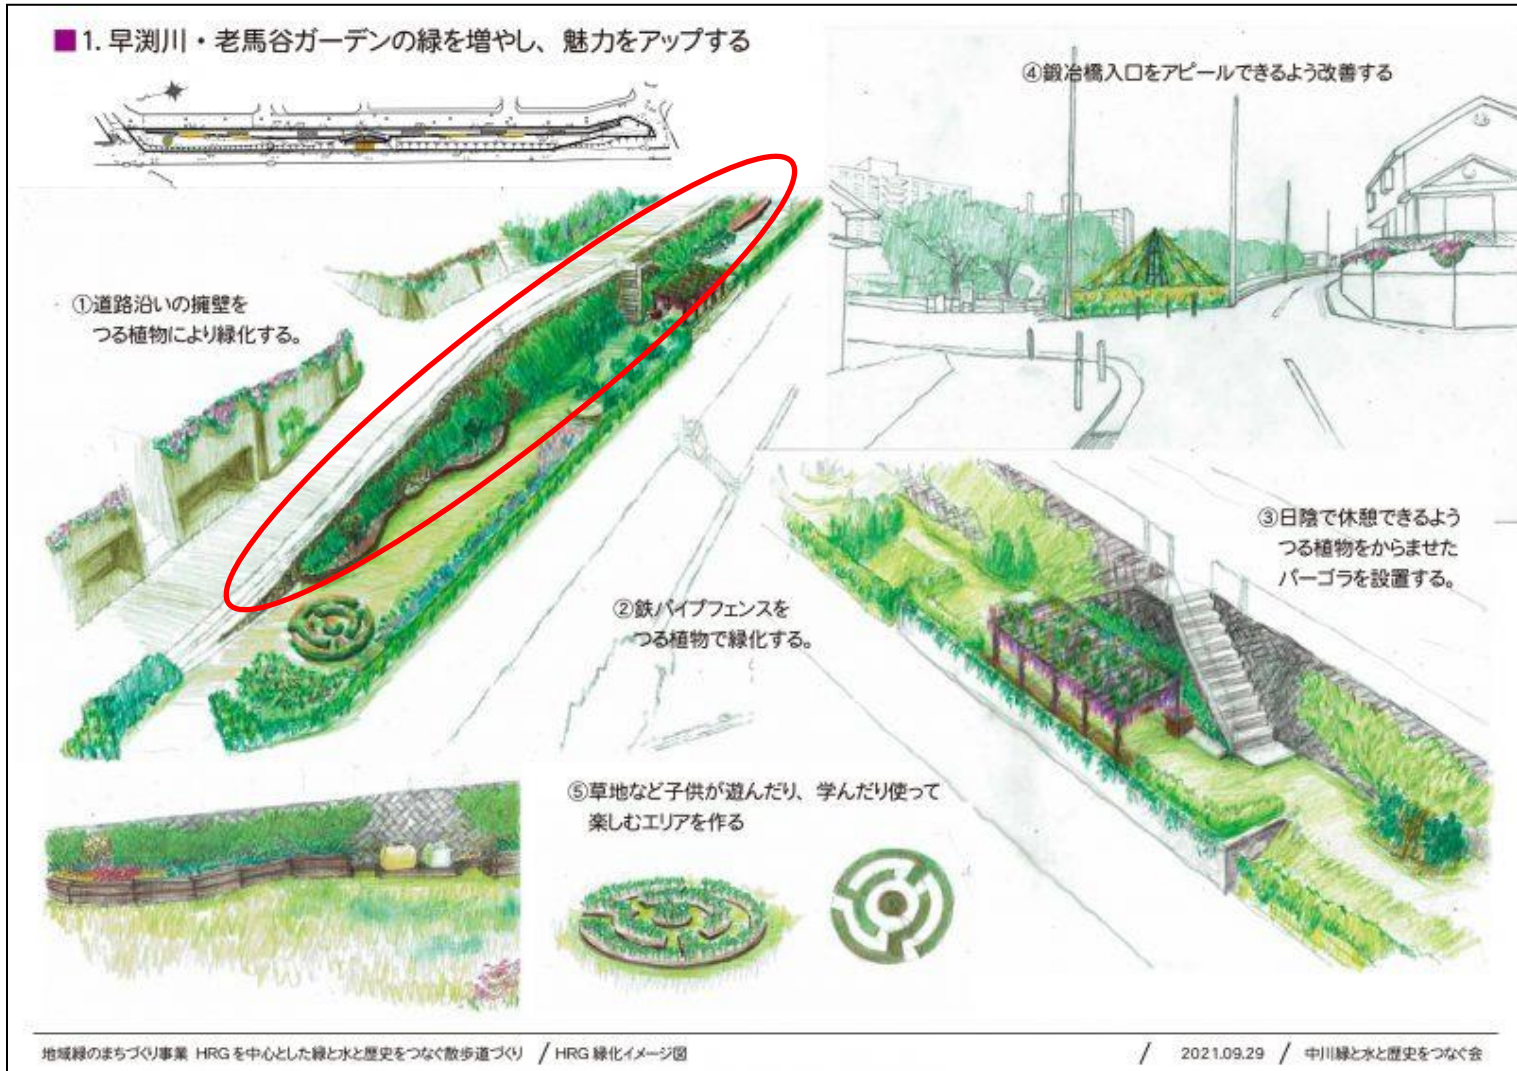 ■1. 早渕川・老馬谷ガーデンの緑を増やし、魅力をアップする
④鍛冶橋入口をアピールできるよう改善する
①道路沿いの擁壁を
つる植物により緑化する。
③日陰で休憩できるよう
つる植物をからませた
パーゴラを設置する。
②鉄パイプフェンスを
つる植物で緑化する。
⑤草地など子供が遊んだり、学んだり使って
楽しむエリアを作る
地域緑のまちづくり事業 HRGを中心とした緑と水と歴史をつなぐ散歩道づくり / HRG 緑化イメージ図
/ 2021.09.29 / 中川緑と水と歴史をつなぐ会